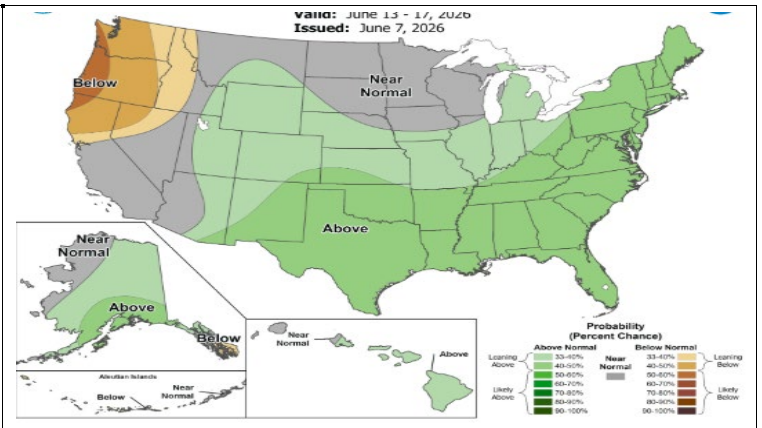 Valid: June 13 - 17, 2026
Issued: June 7, 2026
Below
Near
Normal
Above
Near
Normal
Above
Below
Aleutian Islands
Below
Near
Normal
Near
Normal
Above
Probability
(Percent Chance)
Above Normal
Below Normal
Leaning
Above
33-40%
40-50%
50-60%
60-70%
70-80%
80-90%
90-100%
Likely
Above
Near
Normal
33-40%
40-50%
50-60%
60-70%
70-80%
80-90%
90-100%
Leaning
Below
Likely
Below